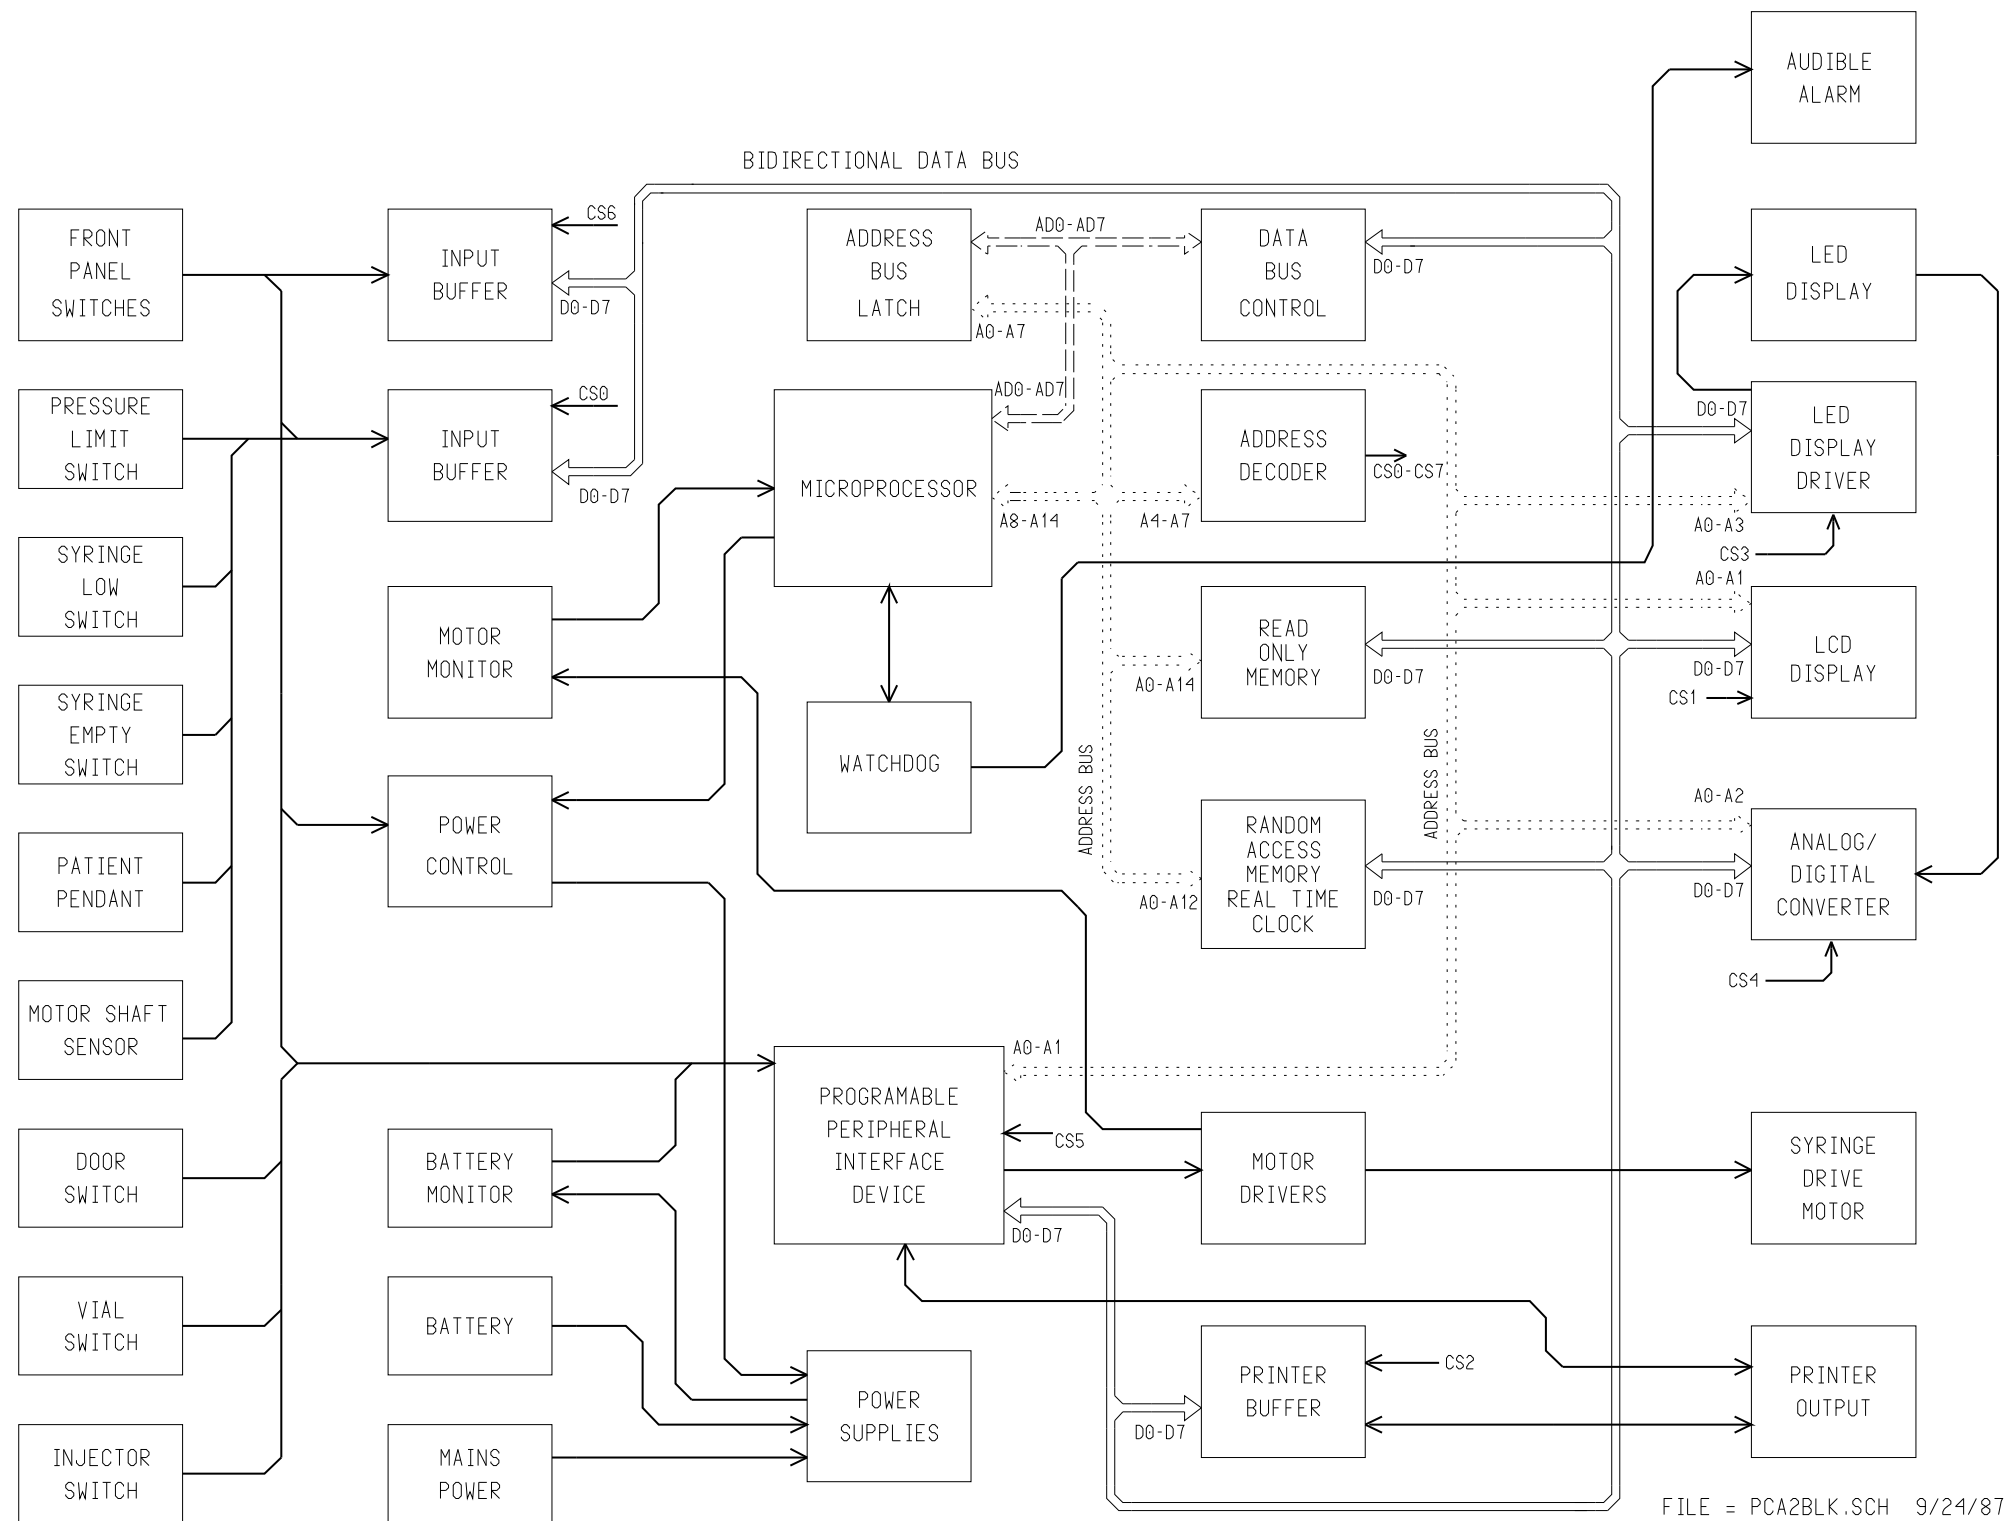 AUDIBLE
ALARM
BIDIRECTIONAL DATA BUS
FRONT
PANEL
SWITCHES
INPUT
BUFFER
CS6
D0-D7
ADDRESS
BUS
LATCH
AD0-AD7
A0-A7
DATA
BUS
CONTROL
D0-D7
LED
DISPLAY
PRESSURE
LIMIT
SWITCH
INPUT
BUFFER
CS0
D0-D7
MICROPROCESSOR
AD0-AD7
A8-A14
ADDRESS
DECODER
A4-A7
CS0-CS7
D0-D7
LED
DISPLAY
DRIVER
A0-A3
CS3
SYRINGE
LOW
SWITCH
MOTOR
MONITOR
READ
ONLY
MEMORY
A0-A14
D0-D7
A0-A1
LCD
DISPLAY
D0-D7
CS1
SYRINGE
EMPTY
SWITCH
WATCHDOG
ADDRESS BUS
ADDRESS BUS
POWER
CONTROL
RANDOM
ACCESS
MEMORY
REAL TIME
CLOCK
A0-A12
D0-D7
A0-A2
ANALOG/
DIGITAL
CONVERTER
D0-D7
CS4
PATIENT
PENDANT
MOTOR SHAFT
SENSOR
PROGRAMABLE
PERIPHERAL
INTERFACE
DEVICE
A0-A1
CS5
D0-D7
DOOR
SWITCH
BATTERY
MONITOR
MOTOR
DRIVERS
SYRINGE
DRIVE
MOTOR
VIAL
SWITCH
BATTERY
POWER
SUPPLIES
PRINTER
BUFFER
CS2
D0-D7
PRINTER
OUTPUT
INJECTOR
SWITCH
MAINS
POWER
FILE = PCA2BLK.SCH 9/24/87